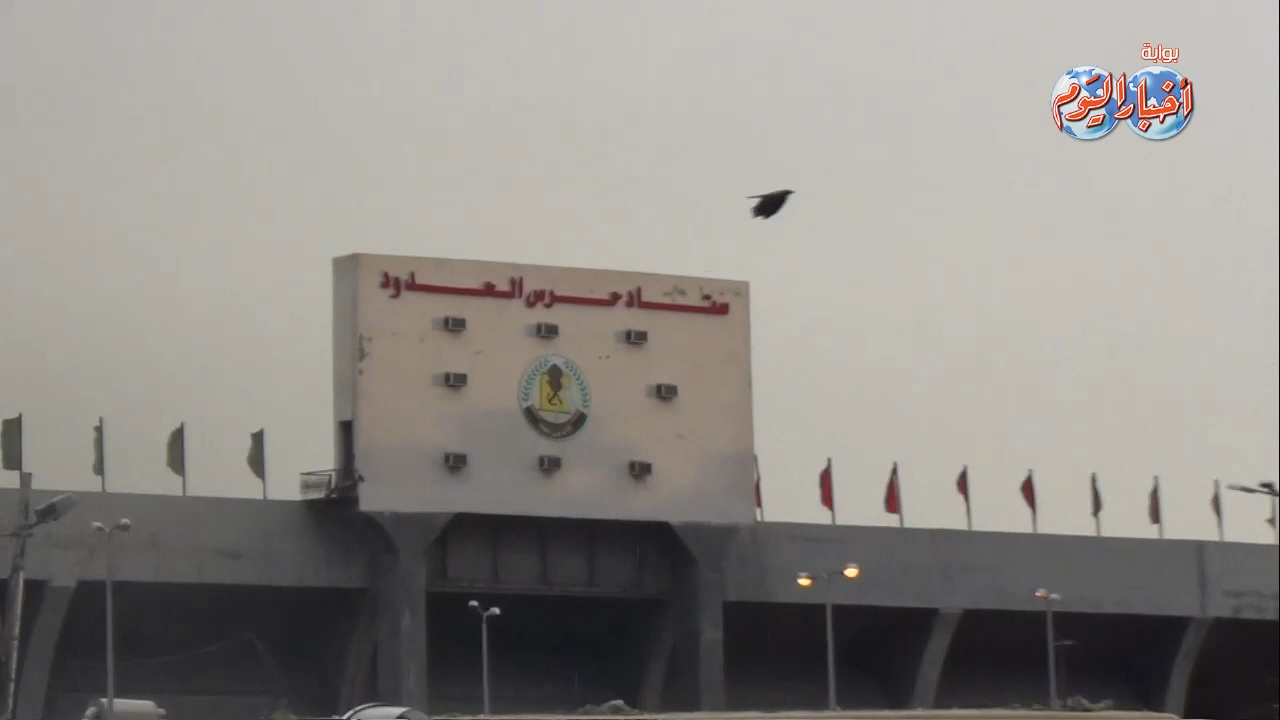 بوابة
أخبار اليوم
ستاد حرس الحدود